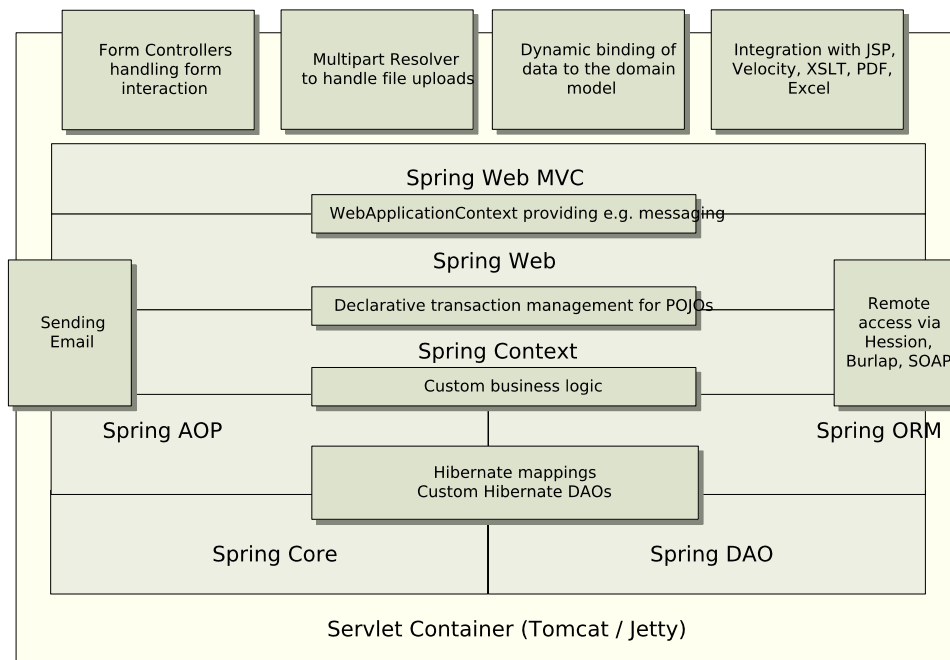 Form Controllers
handling form
interaction
Multipart Resolver
to handle file uploads
Dynamic binding of
data to the domain
model
Integration with JSP,
Velocity, XSLT, PDF,
Excel
Spring Web MVC
WebApplicationContext providing e.g. messaging
Spring Web
Sending
Email
Declarative transaction management for POJOs
Remote
access via
Hession,
Burlap, SOAP
Spring Context
Custom business logic
Spring AOP
Spring ORM
Hibernate mappings
Custom Hibernate DAOs
Spring Core
Spring DAO
Servlet Container (Tomcat / Jetty)